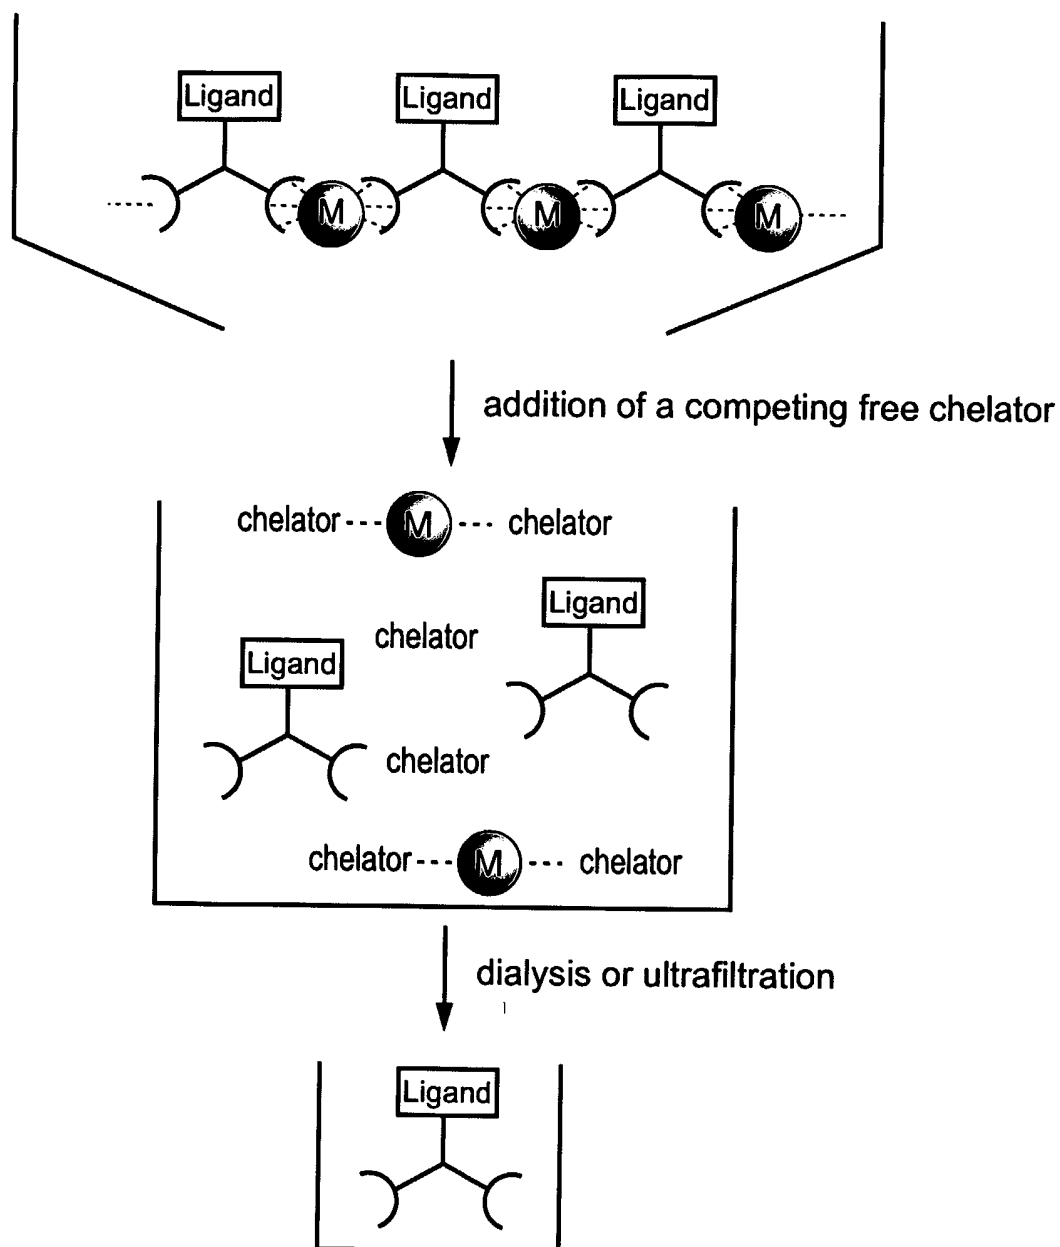 Ligand Ligand Ligand
M M M
addition of a competing free chelator
chelator M chelator
Ligand
chelator
Ligand
chelator
chelator M chelator
dialysis or ultrafiltration
Ligand